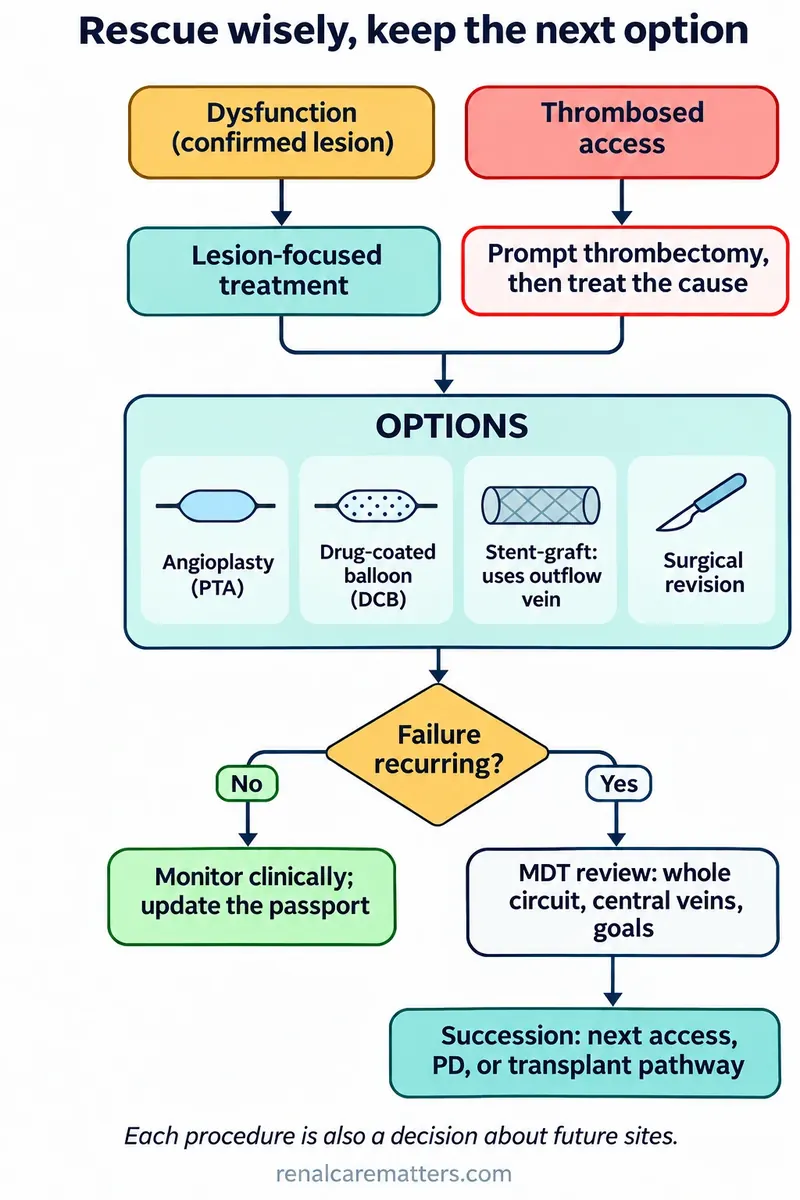 Rescue wisely, keep the next option
Dysfunction
(confirmed lesion)
Thrombosed
access
Lesion-focused
treatment
Prompt thrombectomy,
then treat the cause
OPTIONS
Angioplasty
(PTA)
Drug-coated
balloon
(DCB)
Stent-graft:
uses outflow
vein
Surgical
revision
Failure
recurring?
No
Yes
Monitor clinically;
update the passport
MDT review: whole
circuit, central veins,
goals
Succession: next access,
PD, or transplant pathway
Each procedure is also a decision about future sites.
renalcarematters.com